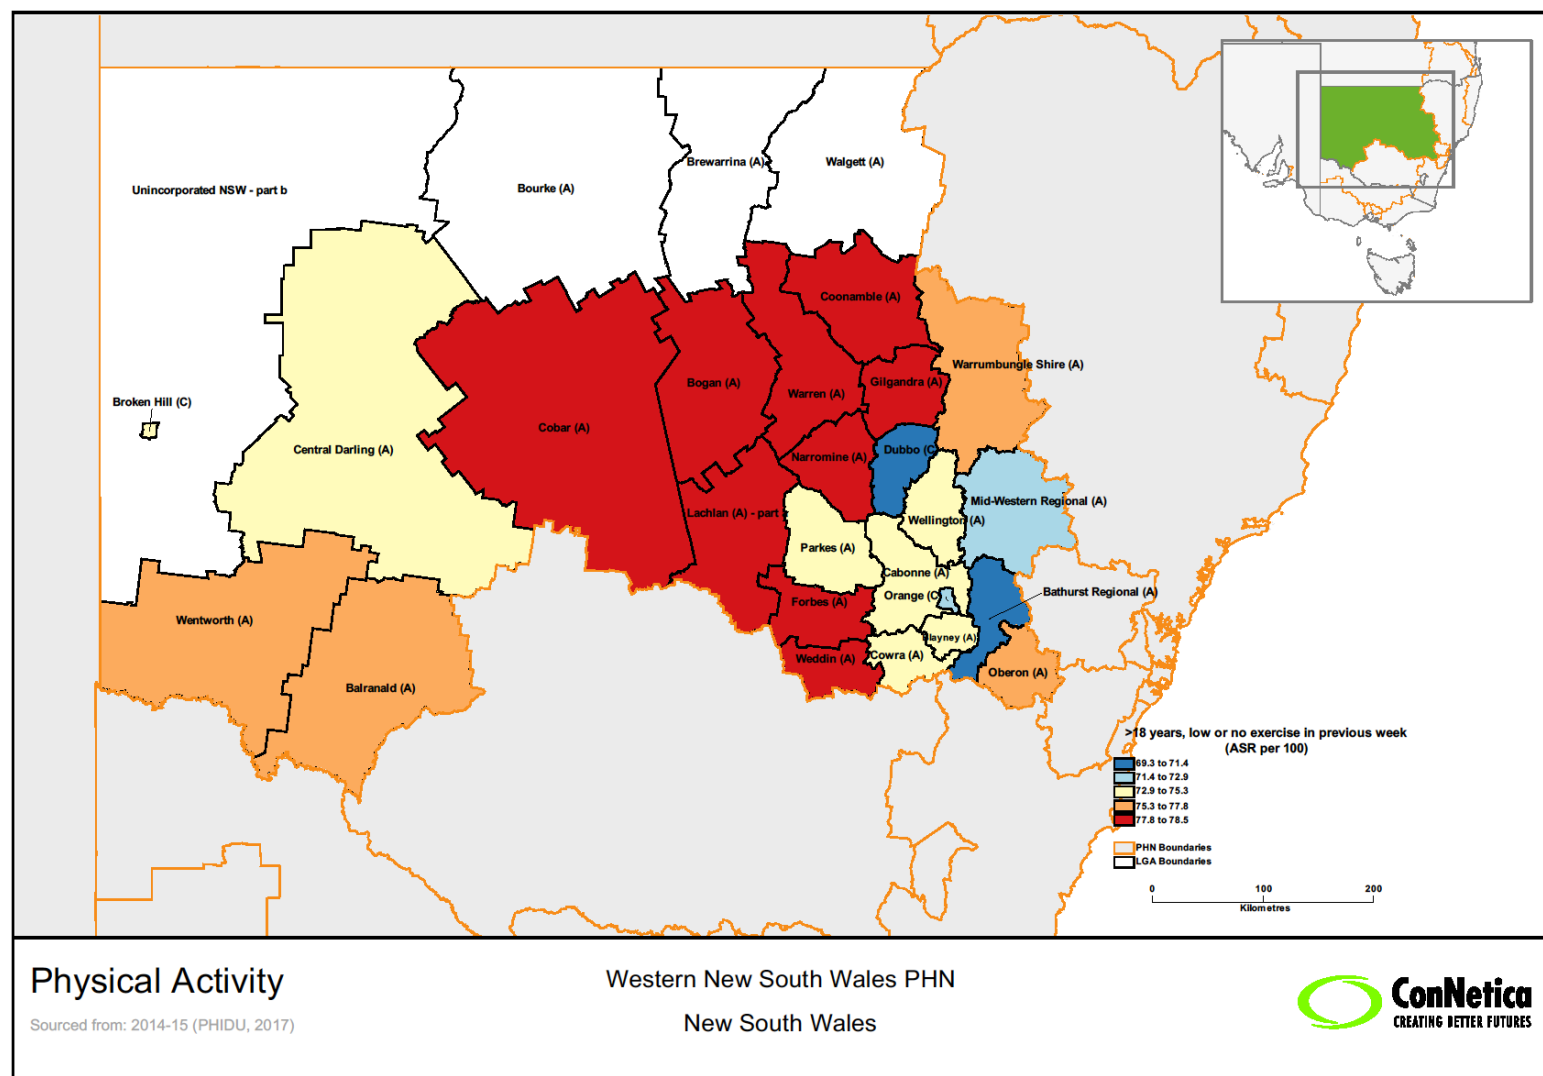 Unincorporated NSW - part b
Bourke (A)
Brewarrina (A)
Walgett (A)
Coonamble (A)
Warrumbungle Shire (A)
Bogan (A)
Warren (A)
Gilgandra (A)
Broken Hill (C)
Central Darling (A)
Cobar (A)
Narromine (A)
Dubbo (C
Lachlan (A) - part
Mid-Western Regional (A)
Wellington (A)
Parkes (A)
Cabonne (A)
Orange (C
Bathurst Regional (A)
Forbes (A)
Wentworth (A)
Blayney (A)
Cowra (A)
Weddin (A)
Oberon (A)
Balranald (A)
>18 years, low or no exercise in previous week
(ASR per 100)
69.3 to 71.4
71.4 to 72.9
72.9 to 75.3
75.3 to 77.8
77.8 to 78.5
PHN Boundaries
LGA Boundaries
0 100 200
Kilometres
Physical Activity
Sourced from: 2014-15 (PHIDU, 2017)
Western New South Wales PHN
New South Wales
ConNetica
CREATING BETTER FUTURES